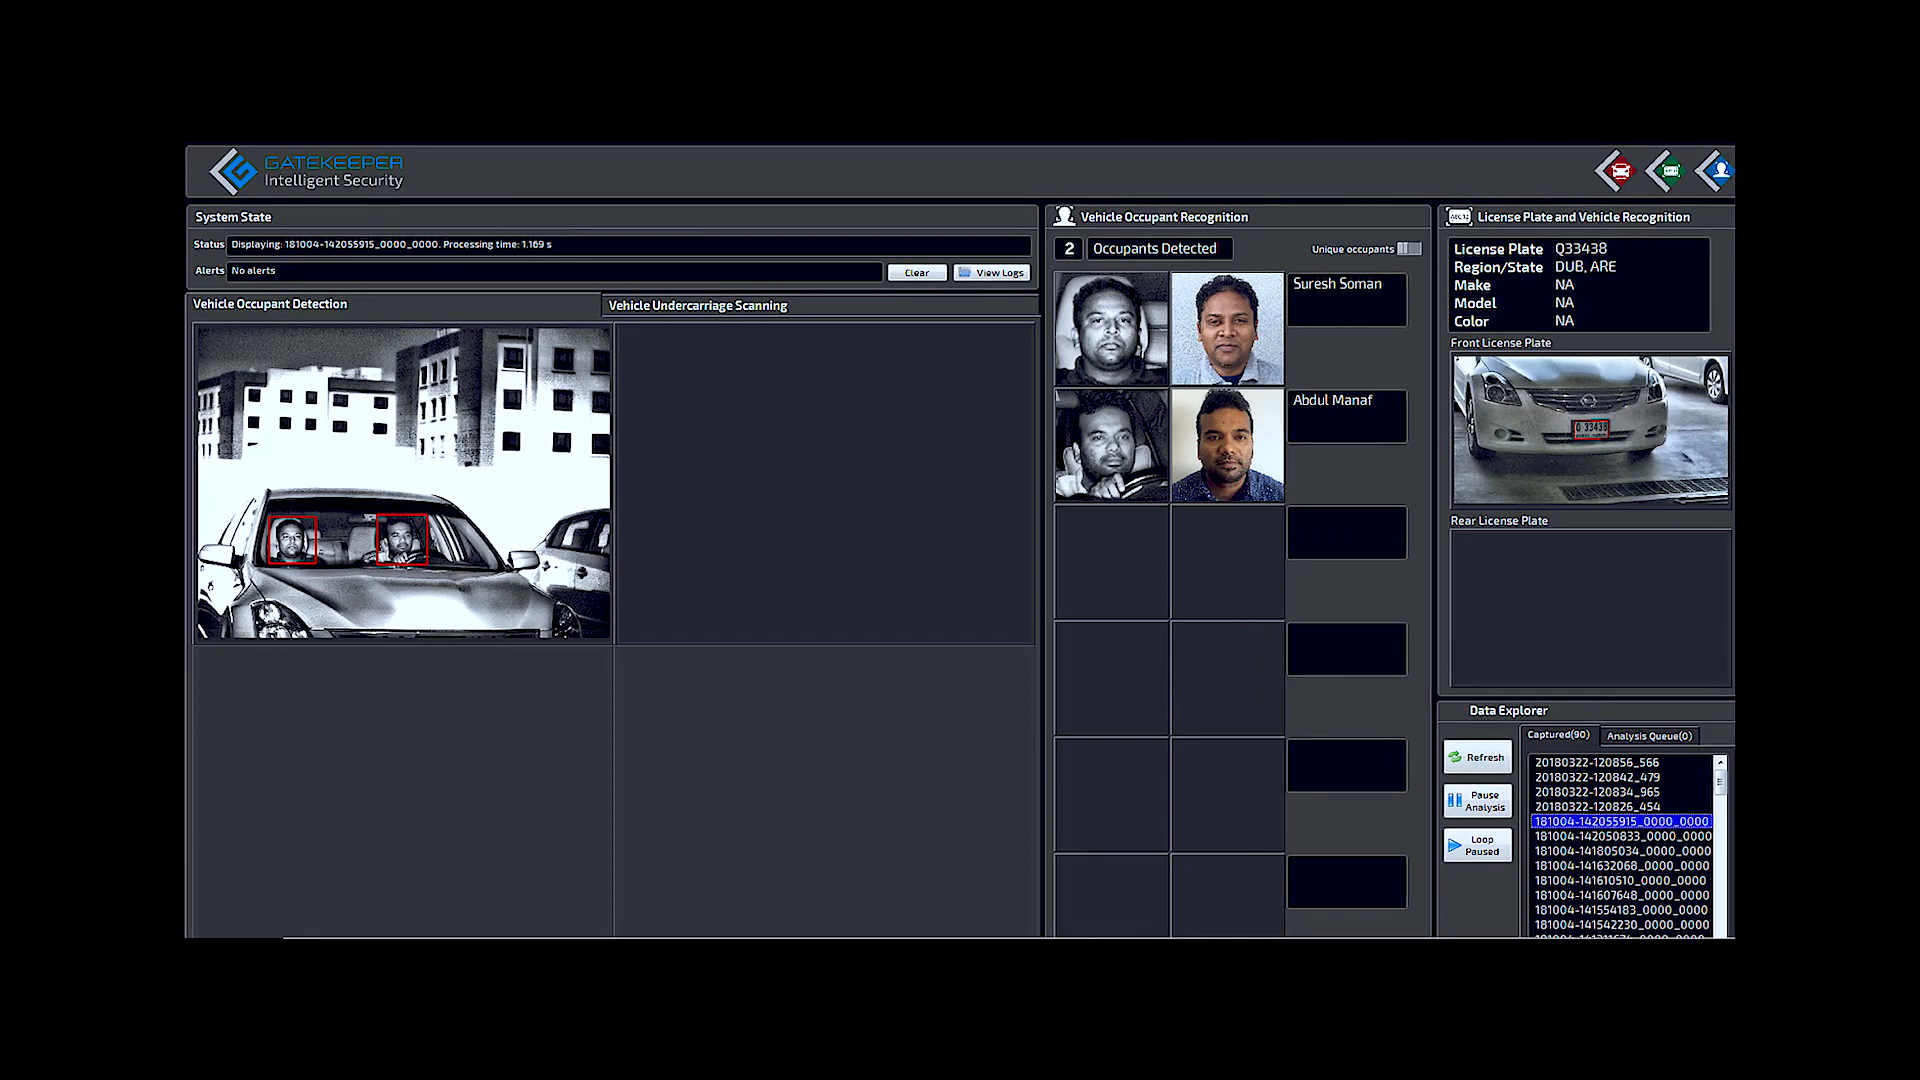 GATEKEEPER
Intelligent Security
System State
Status Displaying: 181004-142055915_0000_0000. Processing time: 1.169 s
Alerts No alerts
Clear
View Logs
Vehicle Occupant Detection
Vehicle Undercarriage Scanning
Vehicle Occupant Recognition
2 Occupants Detected
Unique occupants
Suresh Soman
Abdul Manaf
License Plate and Vehicle Recognition
License Plate Q33438
Region/State DUB, ARE
Make NA
Model NA
Color NA
Front License Plate
Q 33438
Rear License Plate
Data Explorer
Refresh
Pause
Analysis
Loop
Paused
Captured(90)
Analysis Queue(0)
20180322-120856_566
20180322-120842_479
20180322-120834_965
20180322-120826_454
181004-142055915_0000_0000
181004-142050833_0000_0000
181004-141805034_0000_0000
181004-141632068_0000_0000
181004-141610510_0000_0000
181004-141607648_0000_0000
181004-141554183_0000_0000
181004-141542230_0000_0000